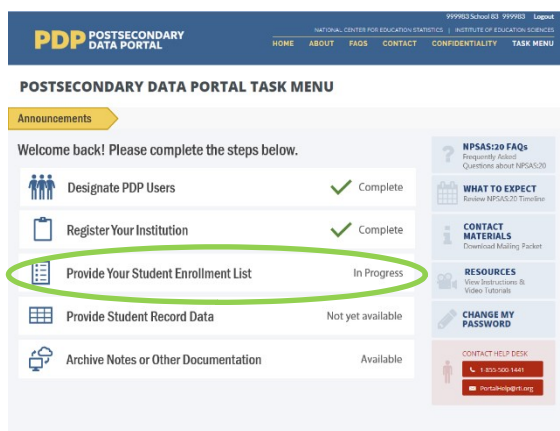 999983 School 83 999983 Logout
NATIONAL CENTER FOR EDUCATION STATISTICS | INSTITUTE OF EDUCATION SCIENCES
PDP POSTSECONDARY
DATA PORTAL
HOME ABOUT FAQS CONTACT CONFIDENTIALITY TASK MENU
POSTSECONDARY DATA PORTAL TASK MENU
Announcements
Welcome back! Please complete the steps below.
Designate PDP Users Complete
Register Your Institution Complete
Provide Your Student Enrollment List In Progress
Provide Student Record Data Not yet available
Archive Notes or Other Documentation Available
NPSAS:20 FAQs
Frequently Asked
Questions about NPSAS:20
WHAT TO EXPECT
Review NPSAS:20 Timeline
CONTACT
MATERIALS
Download Mailing Packet
RESOURCES
View Instructions &
Video Tutorials
CHANGE MY
PASSWORD
CONTACT HELP DESK
1-855-500-1441
PortalHelp@rti.org